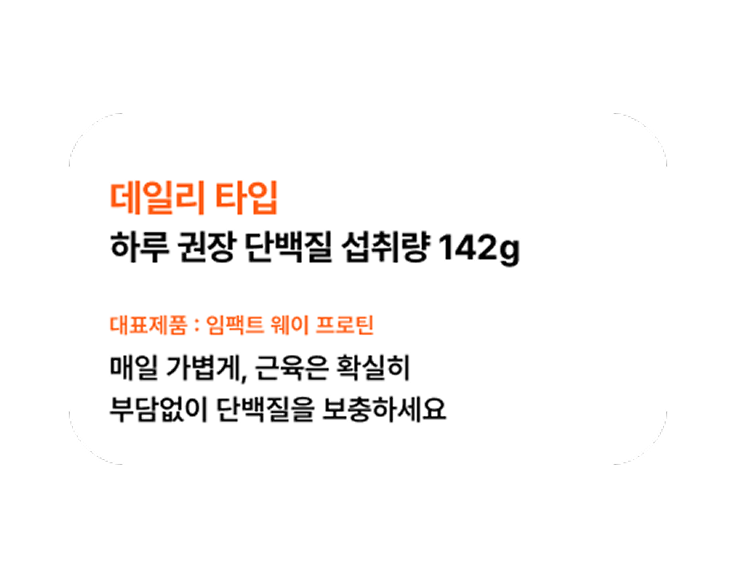 데일리 타입
하루 권장 단백질 섭취량 142g
대표제품 : 임팩트 웨이 프로틴
매일 가볍게, 근육은 확실히
부담없이 단백질을 보충하세요